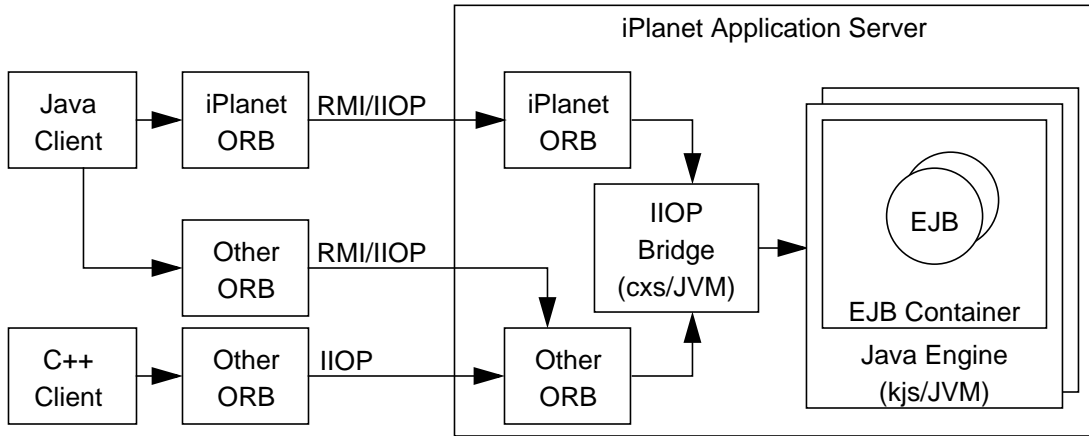 iPlanet Application Server
Java
Client
iPlanet
ORB
RMI/IIOP
iPlanet
ORB
Other
ORB
RMI/IIOP
IIOP
Bridge
(cxs/JVM)
EJB
EJB Container
Java Engine
(kjs/JVM)
C++
Client
Other
ORB
IIOP
Other
ORB